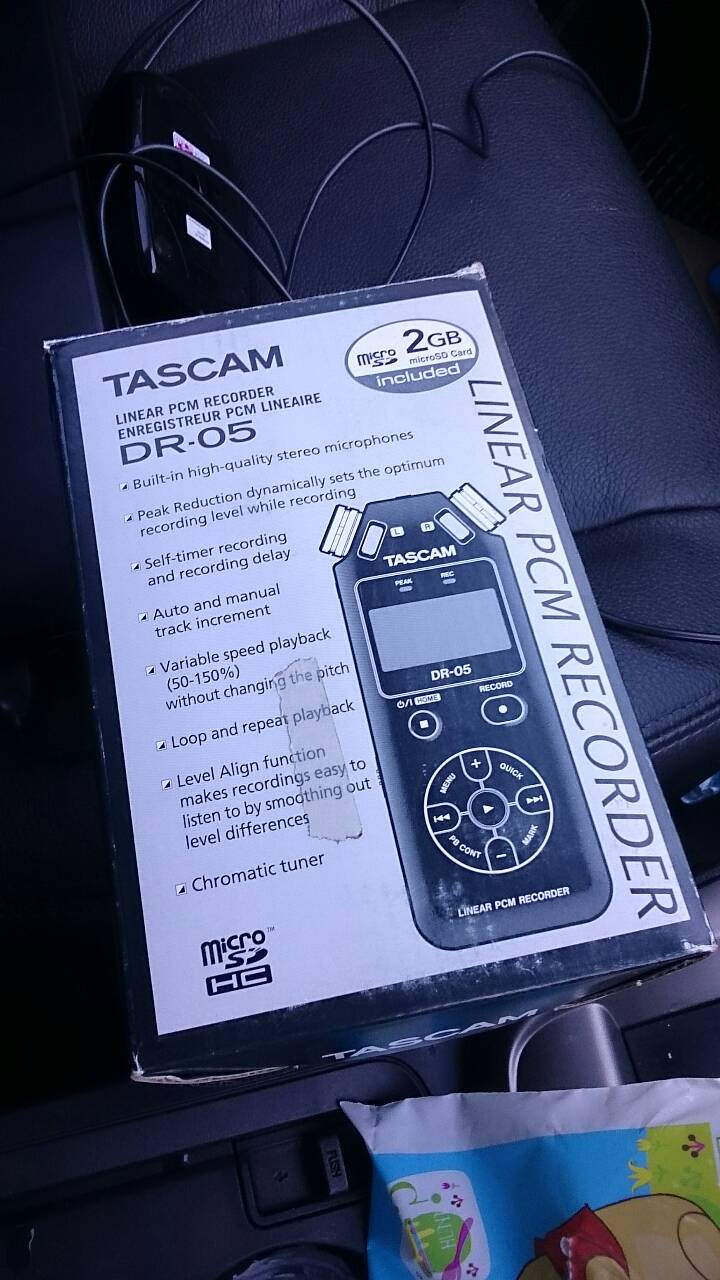 TASCAM
LINEAR PCM RECORDER
ENREGISTREUR PCM LINEAIRE
DR-05
micro SD 2GB
microSD Card
included
Built-in high-quality stereo microphones
Peak Reduction dynamically sets the optimum
recording level while recording
Self-timer recording
and recording delay
Auto and manual
track increment
Variable speed playback
(50-150%)
without changing the pitch
Loop and repeat playback
Level Align function
makes recordings easy to
listen to by smoothing out
level differences
Chromatic tuner
micro SD™
HC
L R
TASCAM
PEAK REC
DR-05
HOME
RECORD
MENU
QUICK
PB CONT
MARK
LINEAR PCM RECORDER
LINEAR PCM RECORDER
TASCAM
PUSH